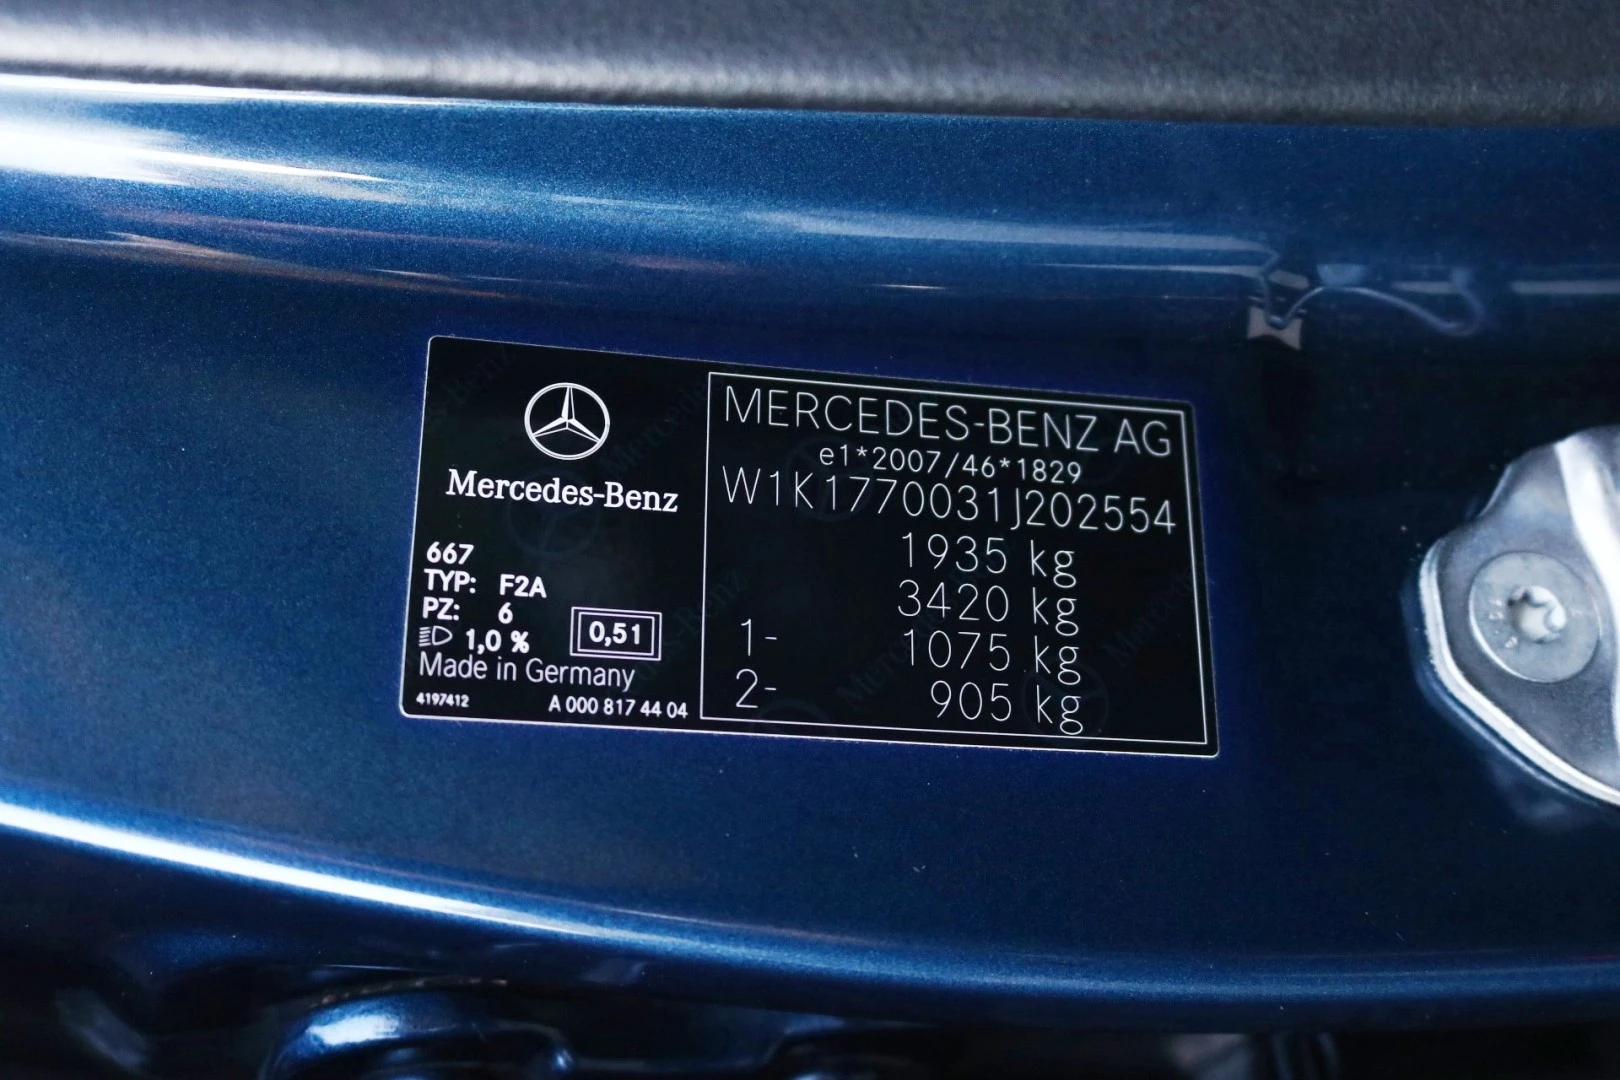 Mercedes-Benz
667
TYP: F2A
PZ: 6
1,0 %
0,51
Made in Germany
4197412 A 000 817 44 04
MERCEDES-BENZ AG
e1*2007/46*1829
W1K1770031J202554
1935 kg
3420 kg
1- 1075 kg
2- 905 kg